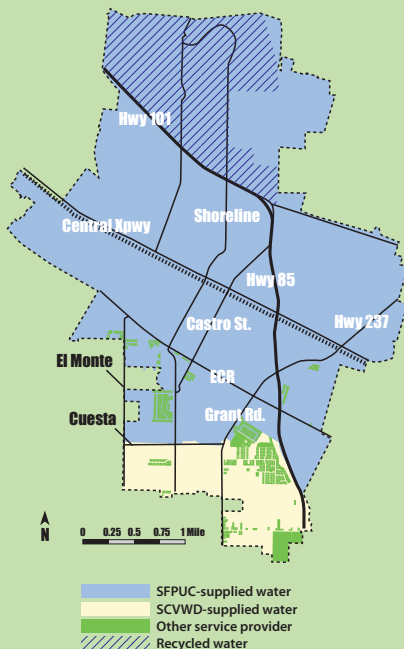 Hwy 101
Shoreline
Central Xpwy
Hwy 85
Castro St.
Hwy 237
El Monte
ECR
Grant Rd.
Cuesta
N
0 0.25 0.5 0.75 1 Mile
SFPUC-supplied water
SCVWD-supplied water
Other service provider
Recycled water